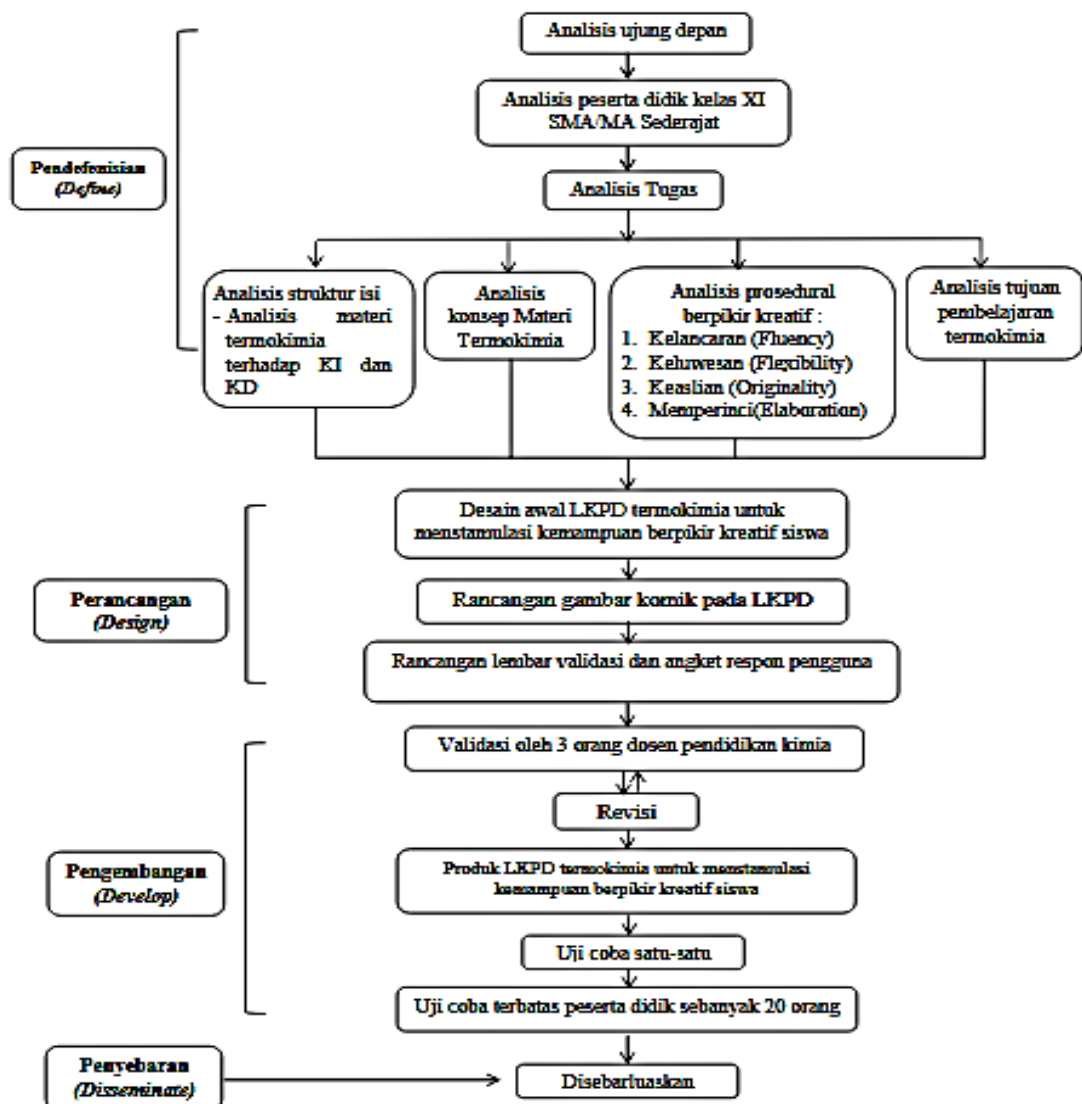 Analisis ujung depan
Analisis peserta didik kelas XI
SMA/MA Sederajat
Pendefenisian
(Define)
Analisis Tugas
Analisis struktur isi
- Analisis materi
termokimia
terhadap KI dan
KD
Analisis
konsep Materi
Termokimia
Analisis prosedural
berpikir kreatif :
1. Kelancaran (Fluency)
2. Keluwesan (Flexibility)
3. Keaslian (Originality)
4. Memperinci(Elaboration)
Analisis tujuan
pembelajaran
termokimia
Desain awal LKPD termokimia untuk
menstamulasi kemampuan berpikir kreatif siswa
Perancangan
(Design)
Rancangan gambar komik pada LKPD
Rancangan lembar validasi dan angket respon pengguna
Validasi oleh 3 orang dosen pendidikan kimia
Revisi
Pengembangan
(Develop)
Produk LKPD termokimia untuk menstamulasi
kemampuan berpikir kreatif siswa
Uji coba satu-satu
Uji coba terbatas peserta didik sebanyak 20 orang
Penyebaran
(Disseminate)
Disebarluaskan